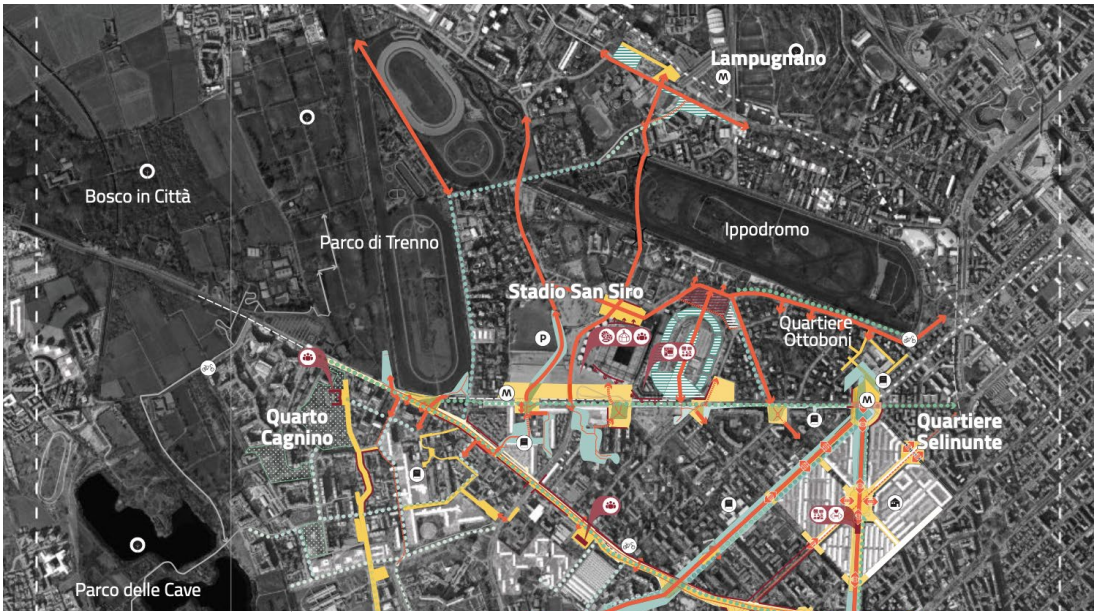 Lampugnano
M
Bosco in Città
Parco di Trenno
Ippodromo
Stadio San Siro
P
Quartiere
Ottoboni
M
M
Quarto
Cagnino
Quartiere
Selinunte
Parco delle Cave